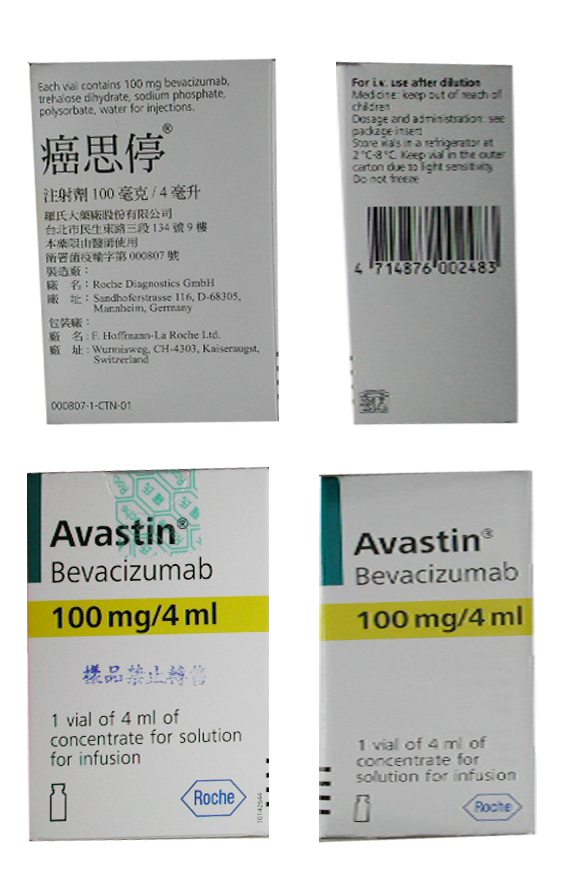 Each vial contains 100 mg bevacizumab,
trehalose dihydrate, sodium phosphate,
polysorbate, water for injections.
癌思停®
注射劑 100 毫克 / 4 毫升
羅氏大藥廠股份有限公司
台北市民生東路三段 134 號 9 樓
本藥限由醫師使用
衛署菌疫輸字第 000807 號
製造廠：
廠 名：Roche Diagnostics GmbH
廠 址：Sandhoferstrasse 116, D-68305,
Mannheim, Germany
包裝廠：
廠 名：F. Hoffmann-La Roche Ltd.
廠 址：Wurmisweg, CH-4303, Kaiseraugst,
Switzerland
000807-1-CTN-01
For i.v. use after dilution
Medicine: keep out of reach of
children
Dosage and administration: see
package insert
Store vials in a refrigerator at
2 °C-8 °C. Keep vial in the outer
carton due to light sensitivity
Do not freeze
4 714876 002483
Avastin®
Bevacizumab
100 mg/4 ml
樣品禁止轉售
1 vial of 4 ml of
concentrate for solution
for infusion
Roche
10142644
Avastin®
Bevacizumab
100 mg/4 ml
1 vial of 4 ml of
concentrate for
solution for infusion
Roche